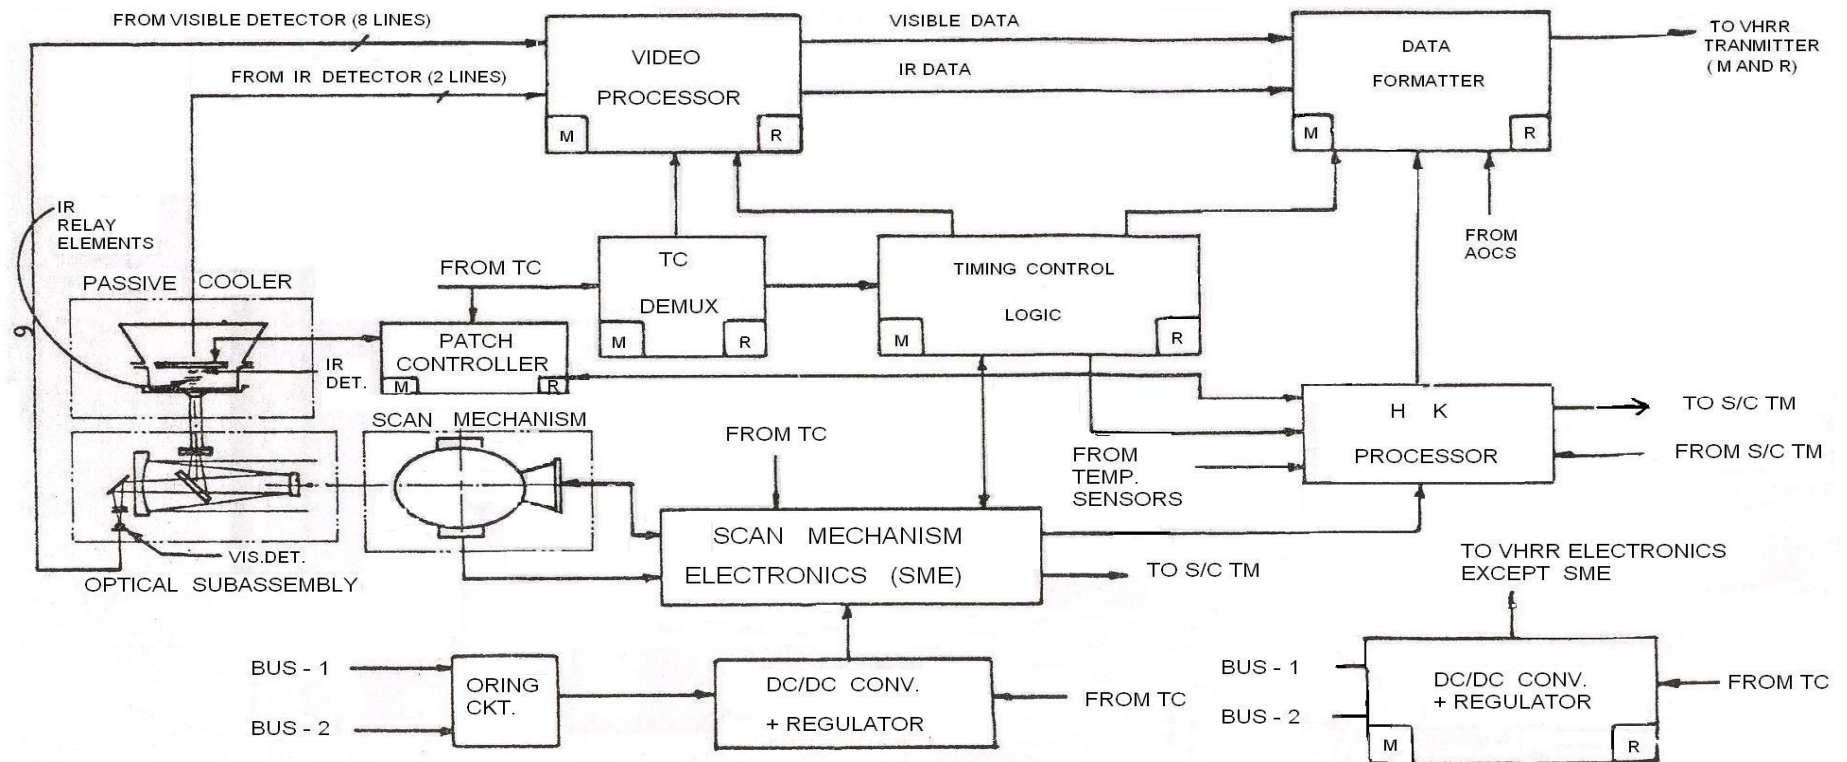 FROM VISIBLE DETECTOR (8 LINES)
FROM IR DETECTOR (2 LINES)
VIDEO
PROCESSOR
M
R
VISIBLE DATA
IR DATA
DATA
FORMATTER
M
R
TO VHRR
TRANMITTER
( M AND R)
IR
RELAY
ELEMENTS
PASSIVE COOLER
IR
DET.
FROM TC
PATCH
CONTROLLER
M
R
TC
DEMUX
M
R
TIMING CONTROL
LOGIC
M
R
FROM
AOCS
SCAN MECHANISM
FROM TC
FROM
TEMP.
SENSORS
H K
PROCESSOR
TO S/C TM
FROM S/C TM
VIS.DET.
OPTICAL SUBASSEMBLY
SCAN MECHANISM
ELECTRONICS (SME)
TO S/C TM
TO VHRR ELECTRONICS
EXCEPT SME
BUS - 1
BUS - 2
ORING
CKT.
DC/DC CONV.
+ REGULATOR
FROM TC
BUS - 1
BUS - 2
DC/DC CONV.
+ REGULATOR
M
R
FROM TC